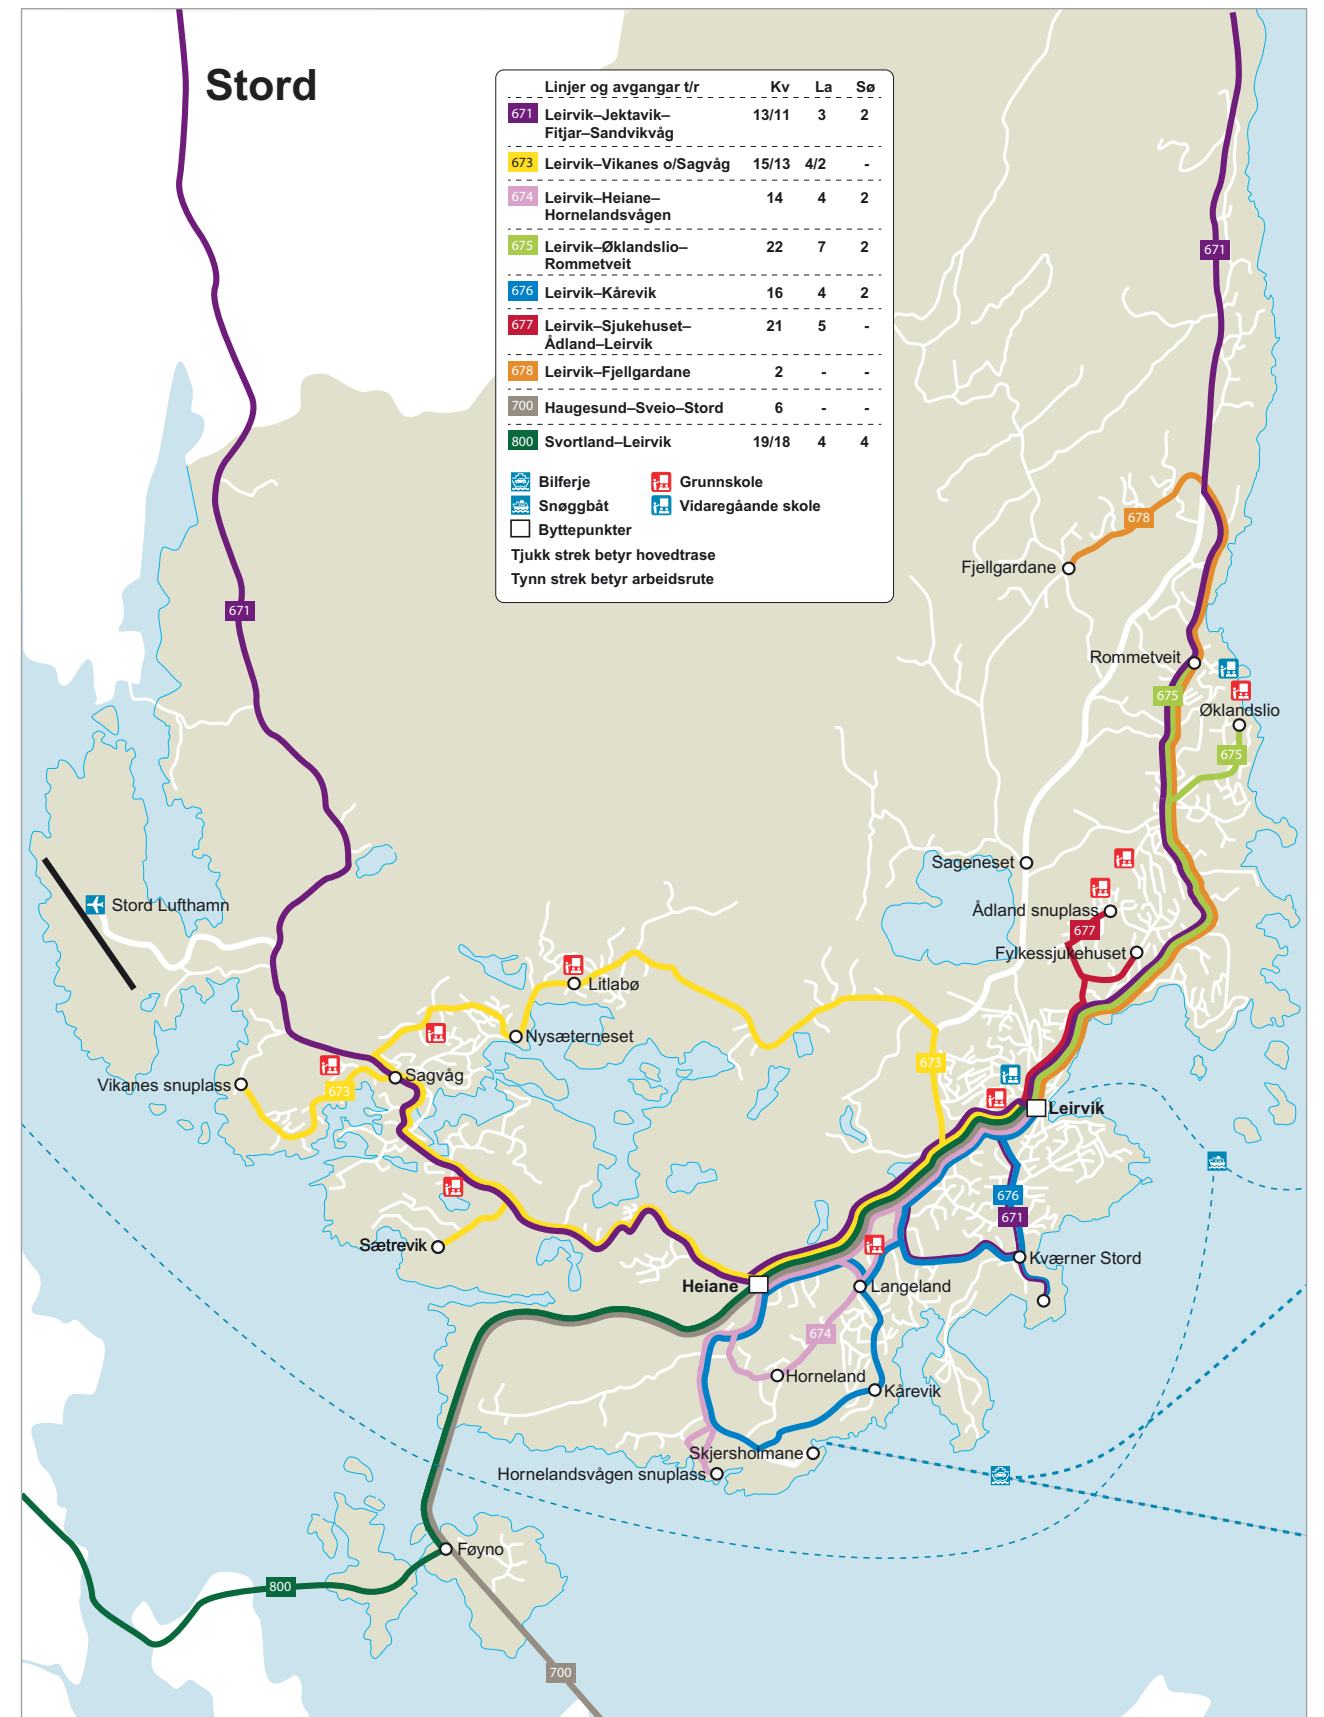 Stord
Linjer og avgangar t/r Kv La Sø
671 Leirvik–Jektavik– 13/11 3 2
Fitjar–Sandvikvåg
673 Leirvik–Vikanes o/Sagvåg 15/13 4/2 -
674 Leirvik–Heiane– 14 4 2
Hornelandsvågen
675 Leirvik–Øklandslio– 22 7 2
Rommetveit
676 Leirvik–Kårevik 16 4 2
677 Leirvik–Sjukehuset– 21 5 -
Ådland–Leirvik
678 Leirvik–Fjellgardane 2 - -
700 Haugesund–Sveio–Stord 6 - -
800 Svortland–Leirvik 19/18 4 4
Bilferje Grunnskole
Snøggbåt Vidaregåande skole
Byttepunkter
Tjukk strek betyr hovedtrase
Tynn strek betyr arbeidsrute
671
678
Fjellgardane
671
Rommetveit
675
Øklandslio
675
Sageneset
Stord Lufthamn
Ådland snuplass
677
Fylkessjukehuset
Litlabø
Nysæterneset
673
Sagvåg
Vikanes snuplass
673
Leirvik
676
671
Sætrevik
Kværner Stord
Heiane
Langeland
674
Horneland
Kårevik
Skjersholmane
Hornelandsvågen snuplass
Føyno
800
700